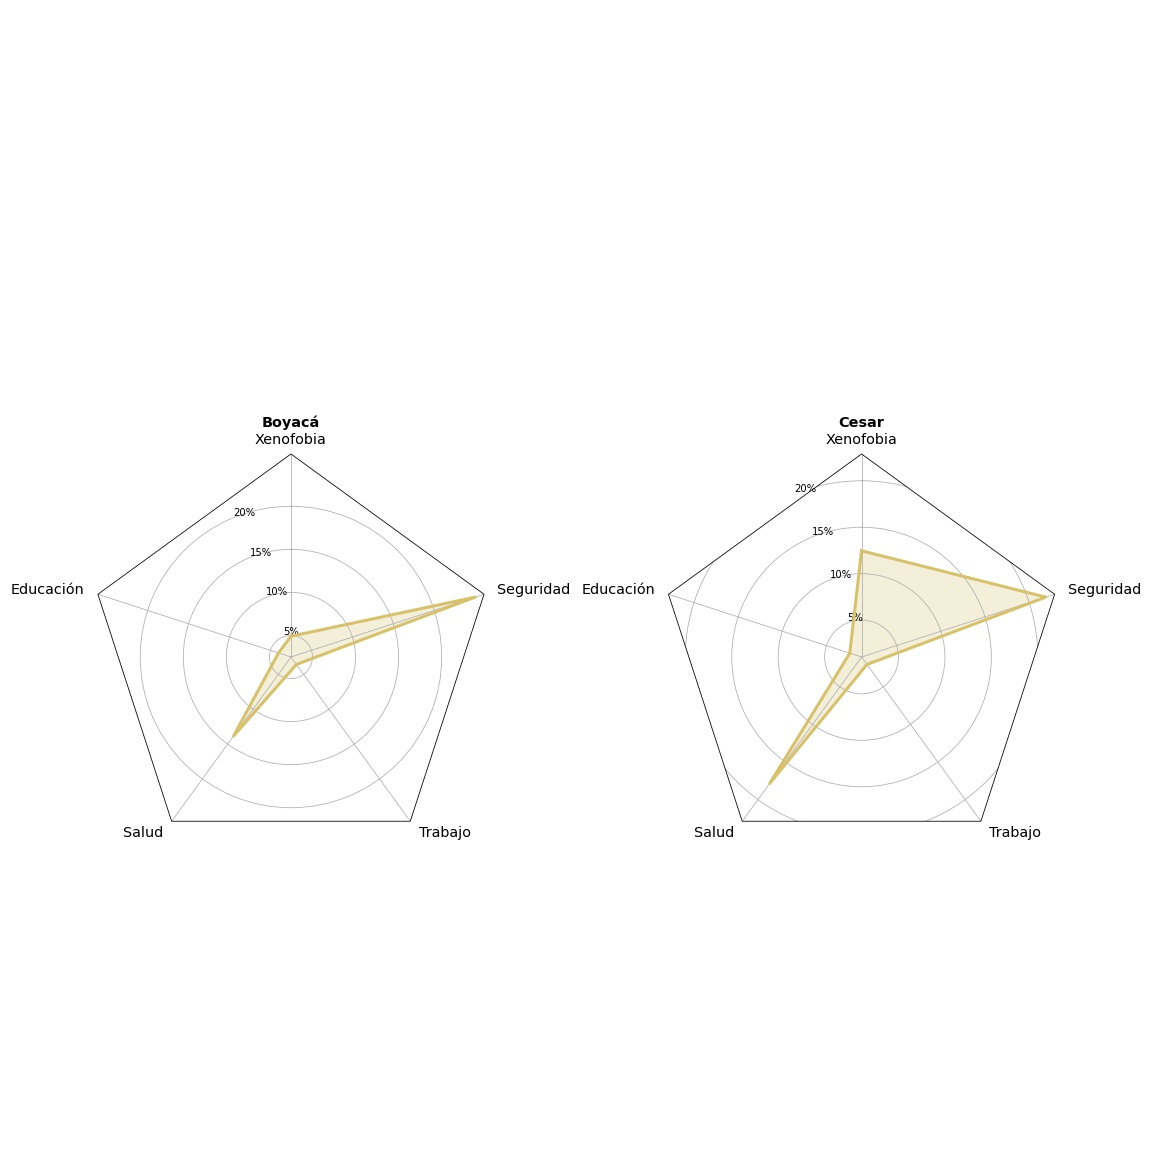 Boyacá
Xenofobia
20%
15%
10%
5%
Educación
Seguridad
Salud
Trabajo
Cesar
Xenofobia
20%
15%
10%
5%
Educación
Seguridad
Salud
Trabajo